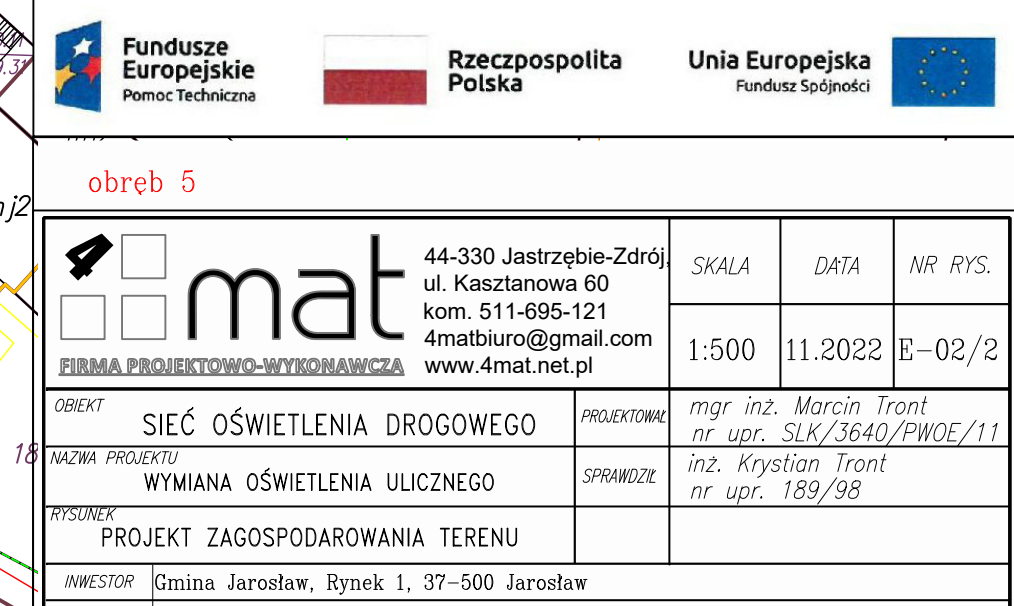 Fundusze
Europejskie
Pomoc Techniczna
Rzeczpospolita
Polska
Unia Europejska
Fundusz Spójności
obręb 5
4 mat
FIRMA PROJEKTOWO-WYKONAWCZA
44-330 Jastrzębie-Zdrój,
ul. Kasztanowa 60
kom. 511-695-121
4matbiuro@gmail.com
www.4mat.net.pl
SKALA
DATA
NR RYS.
1:500
11.2022
E-02/2
OBIEKT
SIEĆ OŚWIETLENIA DROGOWEGO
PROJEKTOWAŁ
mgr inż. Marcin Tront
nr upr. SLK/3640/PWOE/11
NAZWA PROJEKTU
WYMIANA OŚWIETLENIA ULICZNEGO
SPRAWDZIŁ
inż. Krystian Tront
nr upr. 189/98
RYSUNEK
PROJEKT ZAGOSPODAROWANIA TERENU
INWESTOR
Gmina Jarosław, Rynek 1, 37-500 Jarosław
18